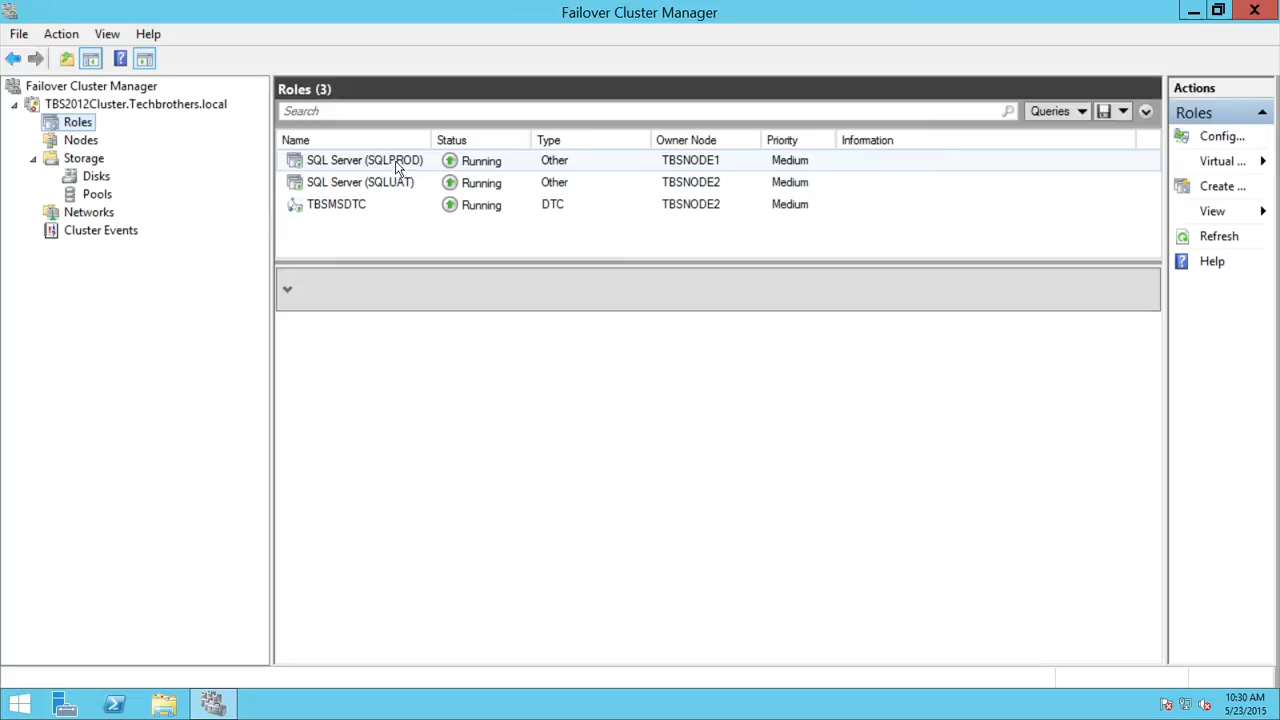 Failover Cluster Manager
File Action View Help
Failover Cluster Manager
TBS2012Cluster.Techbrothers.local
Roles
Nodes
Storage
Disks
Pools
Networks
Cluster Events
Roles (3)
Search
Queries
Name Status Type Owner Node Priority Information
SQL Server (SQLPROD) Running Other TBSNODE1 Medium
SQL Server (SQLUAT) Running Other TBSNODE2 Medium
TBSMSDTC Running DTC TBSNODE2 Medium
Actions
Roles
Config...
Virtual ...
Create ...
View
Refresh
Help
10:30 AM
5/23/2015